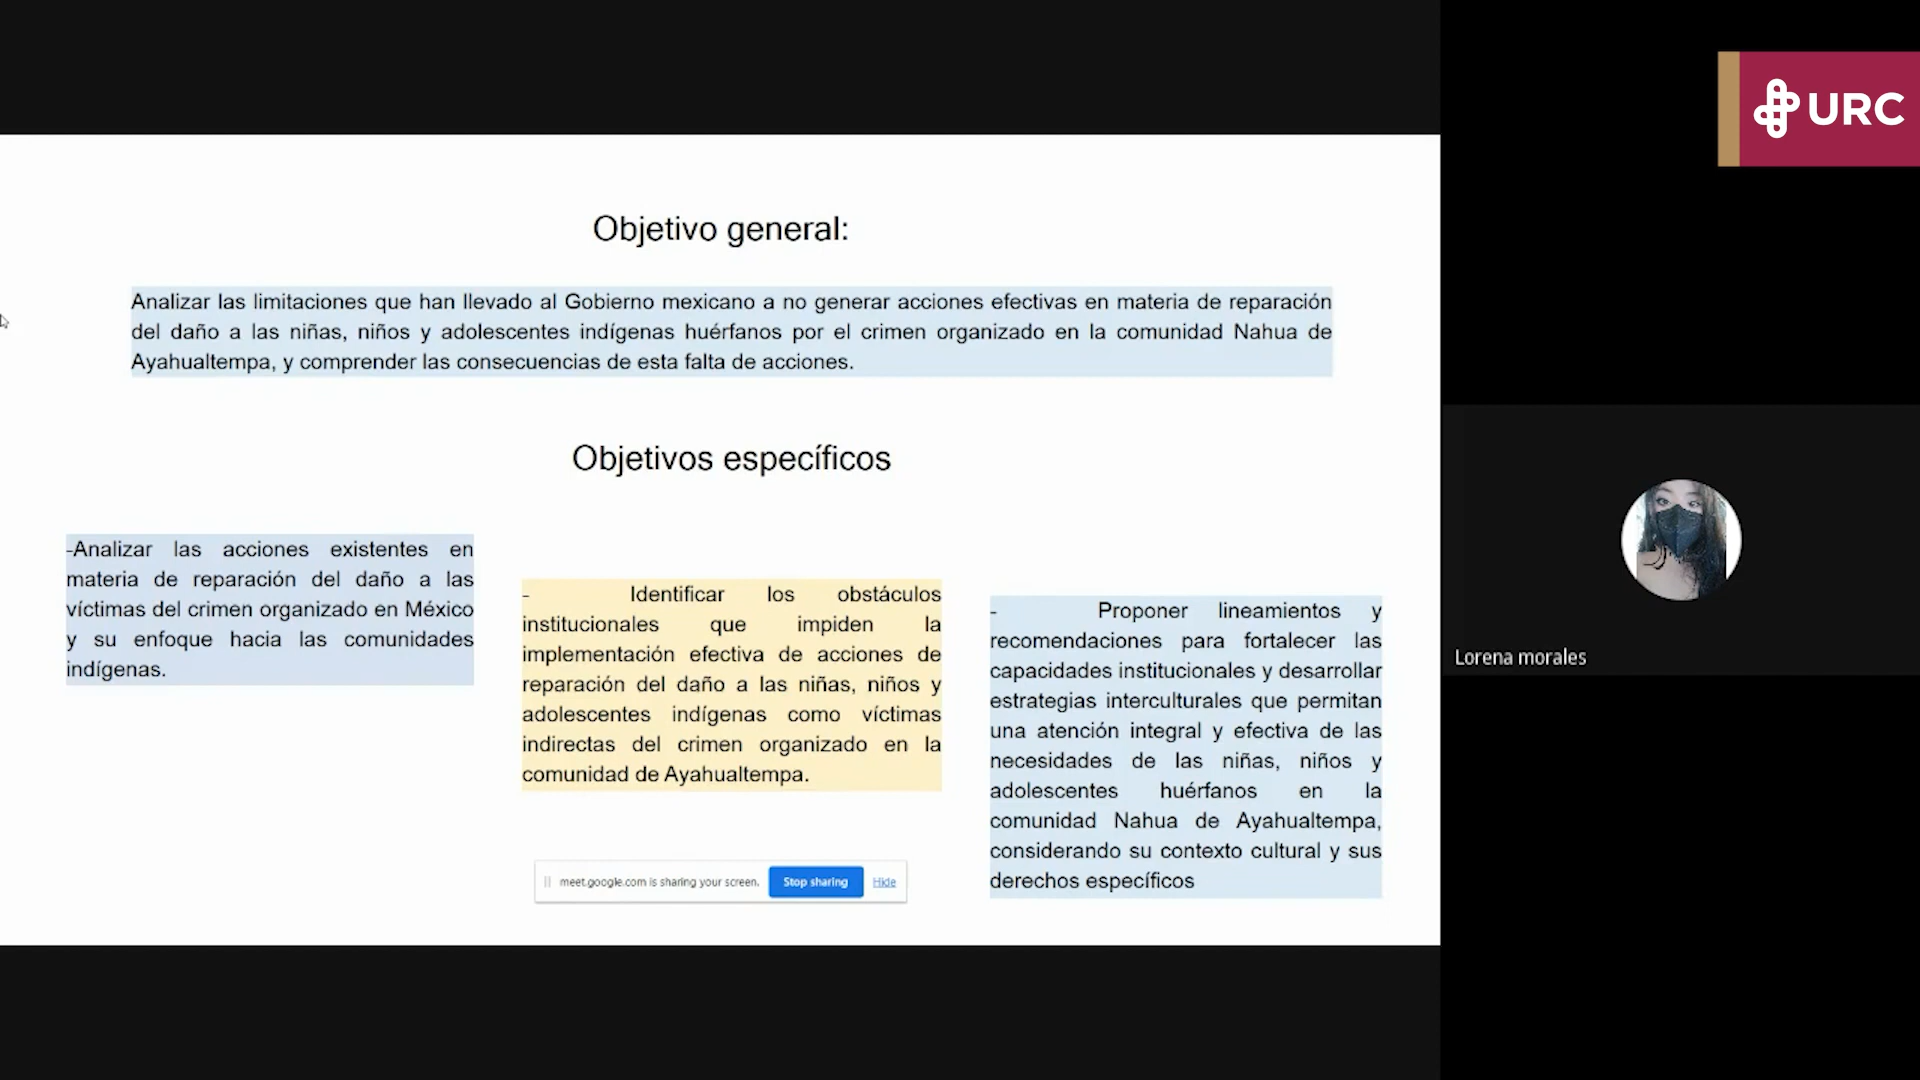 URC
Objetivo general:
Analizar las limitaciones que han llevado al Gobierno mexicano a no generar acciones efectivas en materia de reparación
del daño a las niñas, niños y adolescentes indígenas huérfanos por el crimen organizado en la comunidad Nahua de
Ayahualtempa, y comprender las consecuencias de esta falta de acciones.
Objetivos específicos
-Analizar las acciones existentes en
materia de reparación del daño a las
víctimas del crimen organizado en México
y su enfoque hacia las comunidades
indígenas.
- Identificar los obstáculos
institucionales que impiden la
implementación efectiva de acciones de
reparación del daño a las niñas, niños y
adolescentes indígenas como víctimas
indirectas del crimen organizado en la
comunidad de Ayahualtempa.
- Proponer lineamientos y
recomendaciones para fortalecer las
capacidades institucionales y desarrollar
estrategias interculturales que permitan
una atención integral y efectiva de las
necesidades de las niñas, niños y
adolescentes huérfanos en la
comunidad Nahua de Ayahualtempa,
considerando su contexto cultural y sus
derechos específicos
meet.google.com is sharing your screen. Stop sharing Hide
Lorena morales